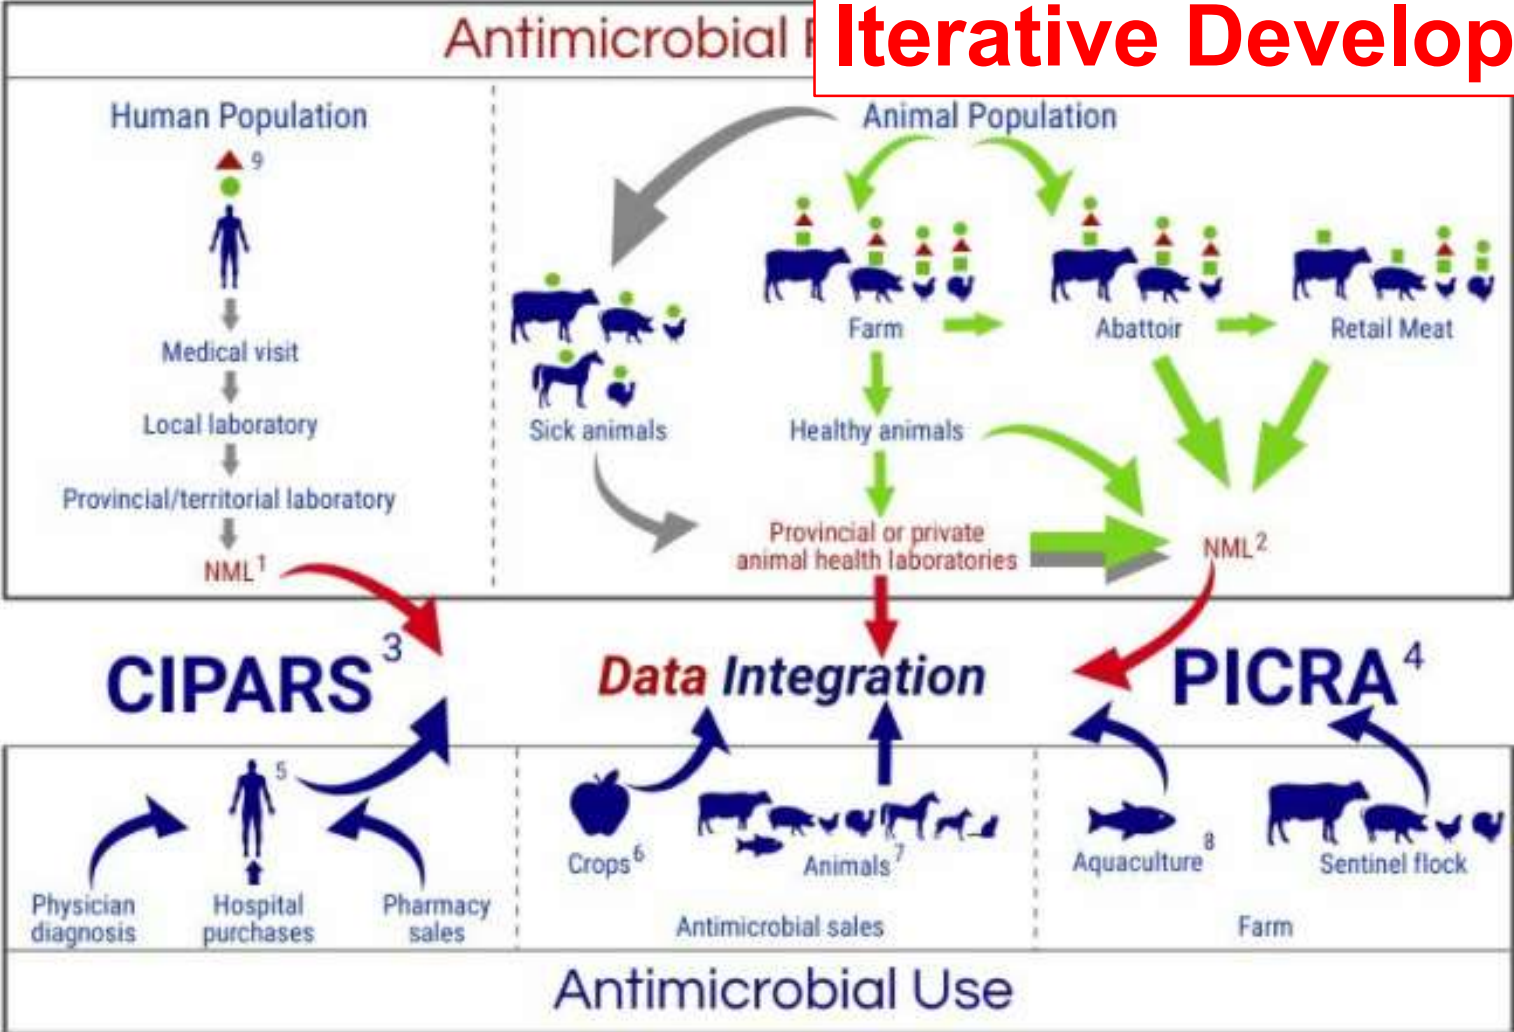 Antimicrobial
Iterative Develop
Human Population
9
Medical visit
Local laboratory
Provincial/territorial laboratory
NML1
Animal Population
Sick animals
Farm
Abattoir
Retail Meat
Healthy animals
Provincial or private
animal health laboratories
NML2
CIPARS3
Data Integration
PICRA4
5
Physician
diagnosis
Hospital
purchases
Pharmacy
sales
Crops6
Animals7
Antimicrobial sales
Aquaculture8
Sentinel flock
Farm
Antimicrobial Use